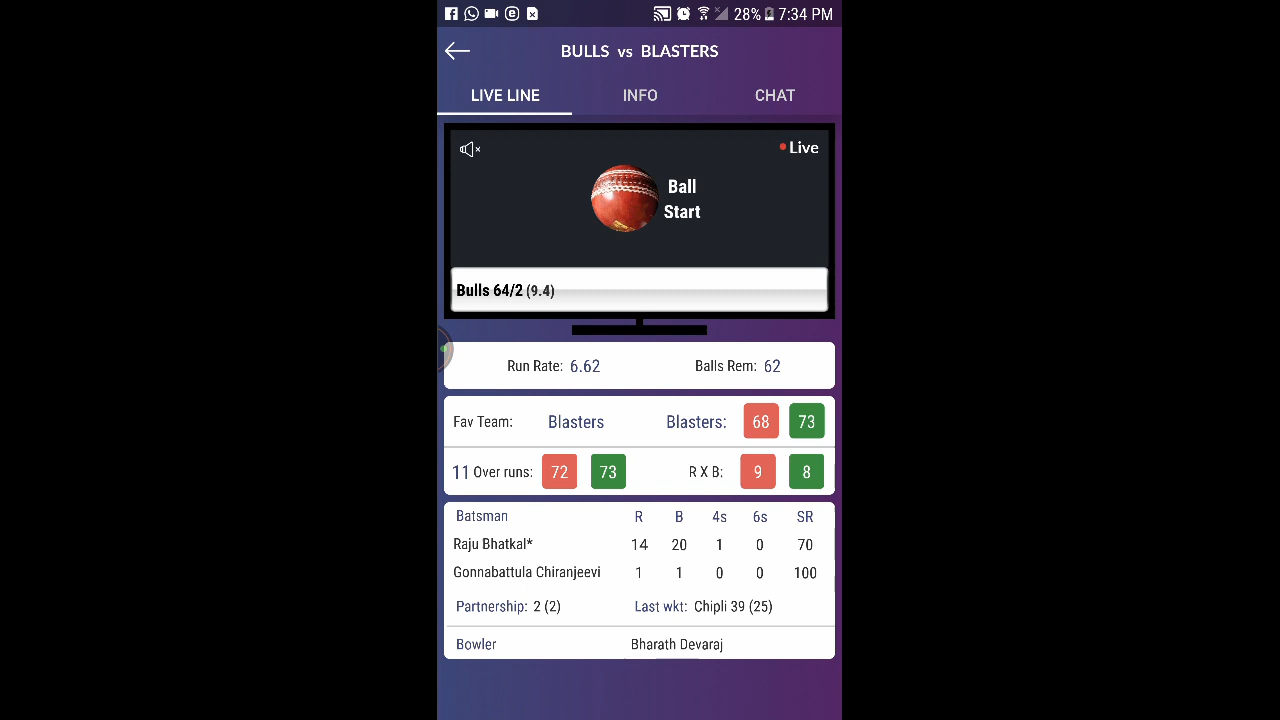 28% 7:34 PM
BULLS vs BLASTERS
LIVE LINE INFO CHAT
Live
Ball
Start
Bulls 64/2 (9.4)
Run Rate: 6.62 Balls Rem: 62
Fav Team: Blasters Blasters: 68 73
11 Over runs: 72 73 R X B: 9 8
Batsman R B 4s 6s SR
Raju Bhatkal* 14 20 1 0 70
Gonnabattula Chiranjeevi 1 1 0 0 100
Partnership: 2 (2) Last wkt: Chipli 39 (25)
Bowler Bharath Devaraj